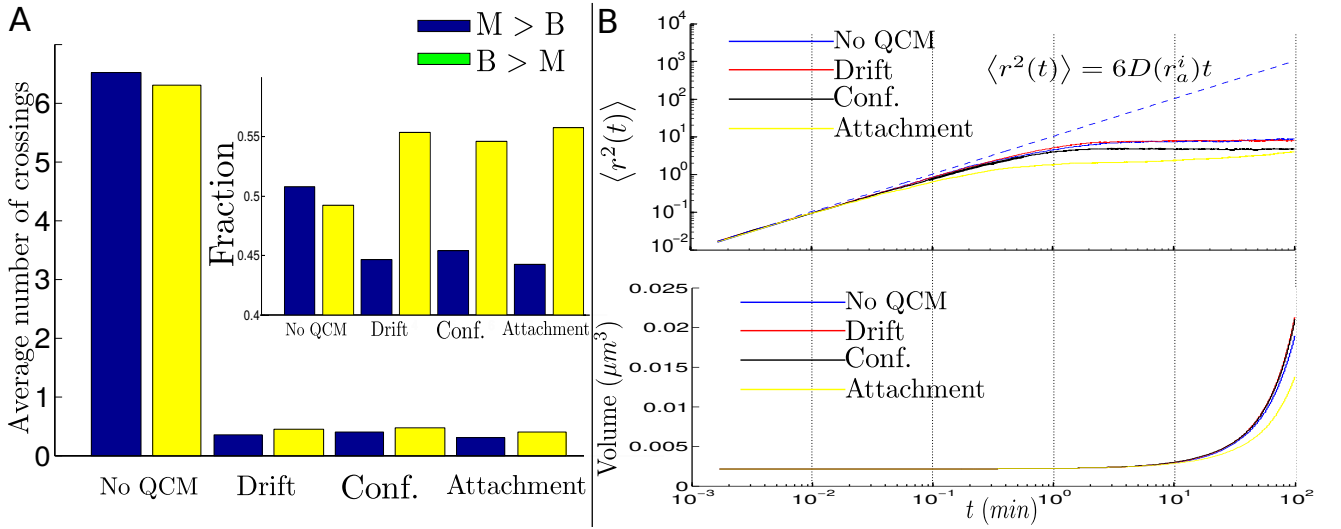 A
M > B
B > M
Average number of crossings
6
5
4
3
2
1
0
No QCM
Drift
Conf.
Attachment
Fraction
0.55
0.5
0.45
0.4
No QCM
Drift
Conf.
Attachment
B
⟨r²(t)⟩
10⁴
10³
10²
10¹
10⁰
10⁻¹
10⁻²
No QCM
Drift
Conf.
Attachment
⟨r²(t)⟩ = 6D(rₐⁱ)t
Volume (μm³)
0.025
0.02
0.015
0.01
0.005
0
No QCM
Drift
Conf.
Attachment
10⁻³
10⁻²
10⁻¹
10⁰
10¹
10²
t (min)